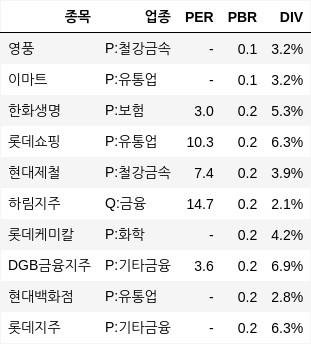 종목 업종 PER PBR DIV
영풍 P:철강금속 - 0.1 3.2%
이마트 P:유통업 - 0.1 3.2%
한화생명 P:보험 3.0 0.2 5.3%
롯데쇼핑 P:유통업 10.3 0.2 6.3%
현대제철 P:철강금속 7.4 0.2 3.9%
하림지주 Q:금융 14.7 0.2 2.1%
롯데케미칼 P:화학 - 0.2 4.2%
DGB금융지주 P:기타금융 3.6 0.2 6.9%
현대백화점 P:유통업 - 0.2 2.8%
롯데지주 P:기타금융 - 0.2 6.3%